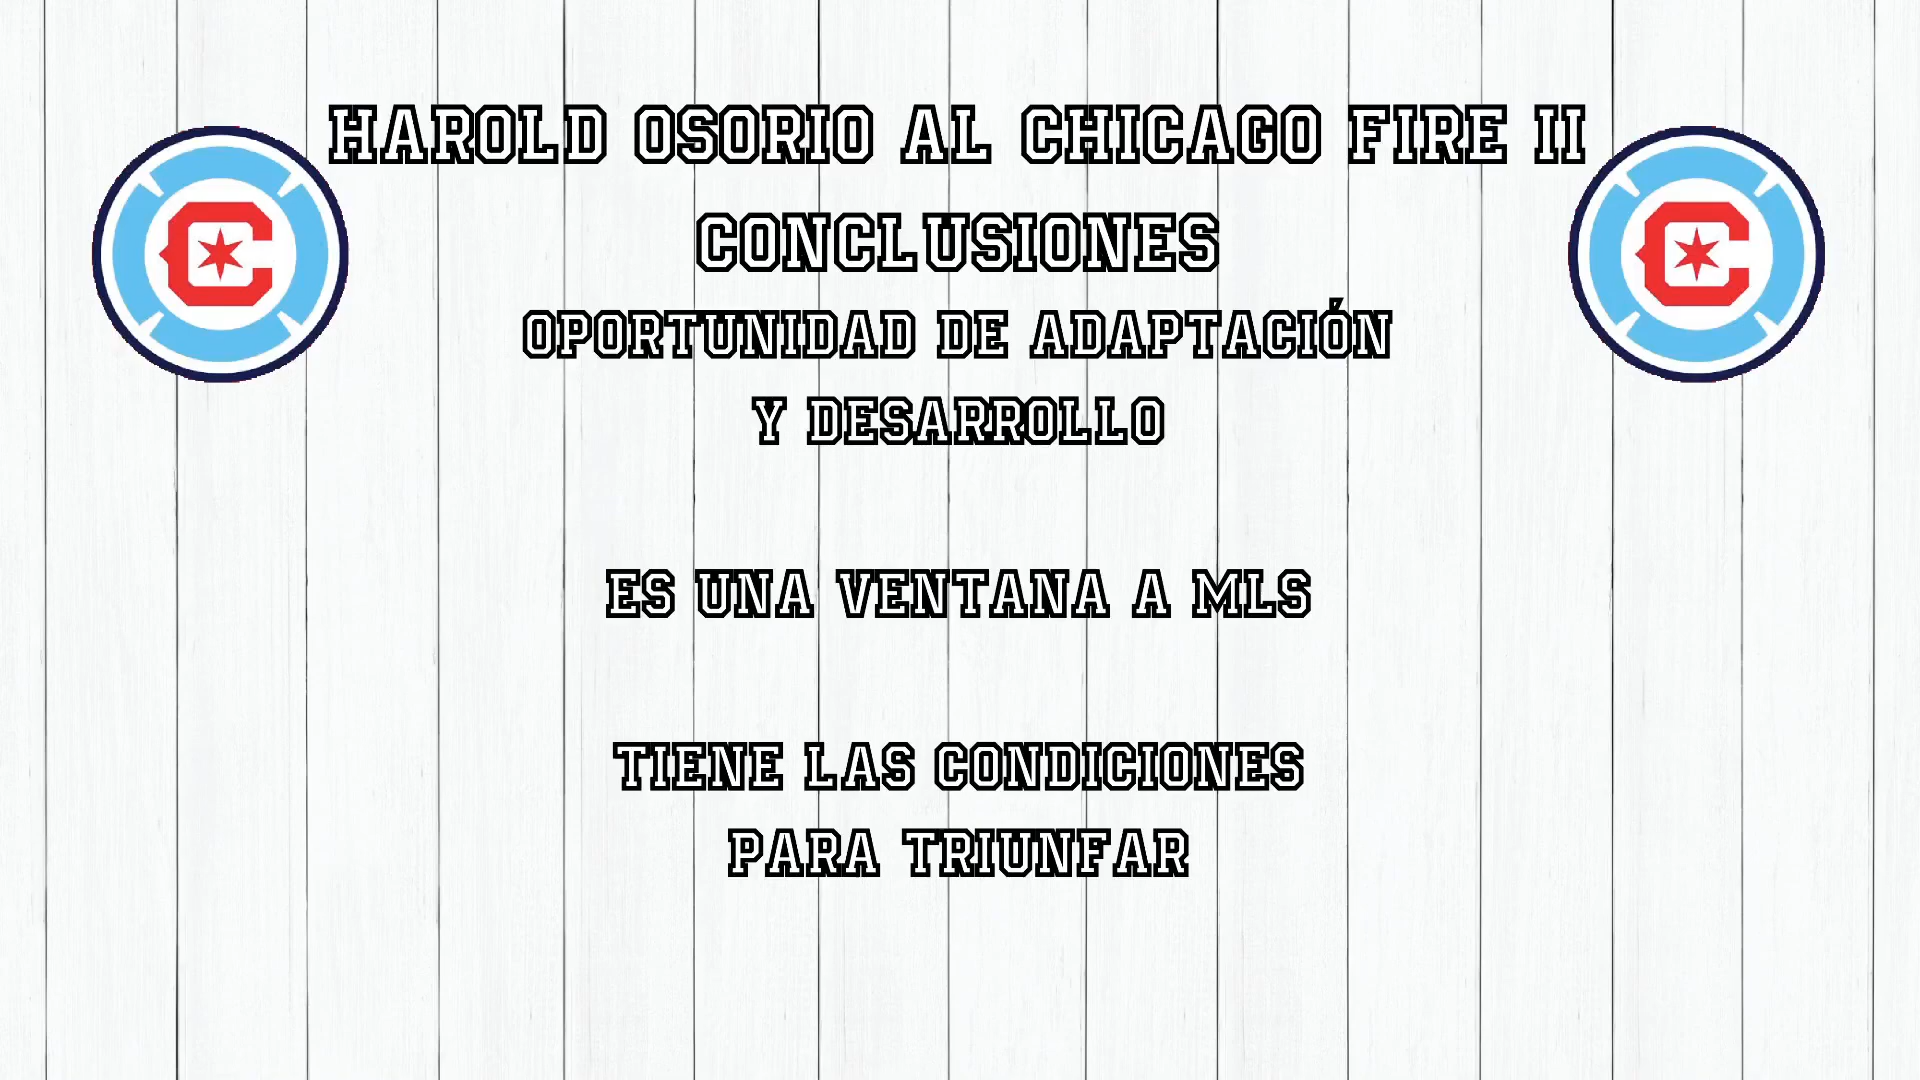 HAROLD OSORIO AL CHICAGO FIRE II
CONCLUSIONES
OPORTUNIDAD DE ADAPTACIÓN
Y DESARROLLO
ES UNA VENTANA A MLS
TIENE LAS CONDICIONES
PARA TRIUNFAR